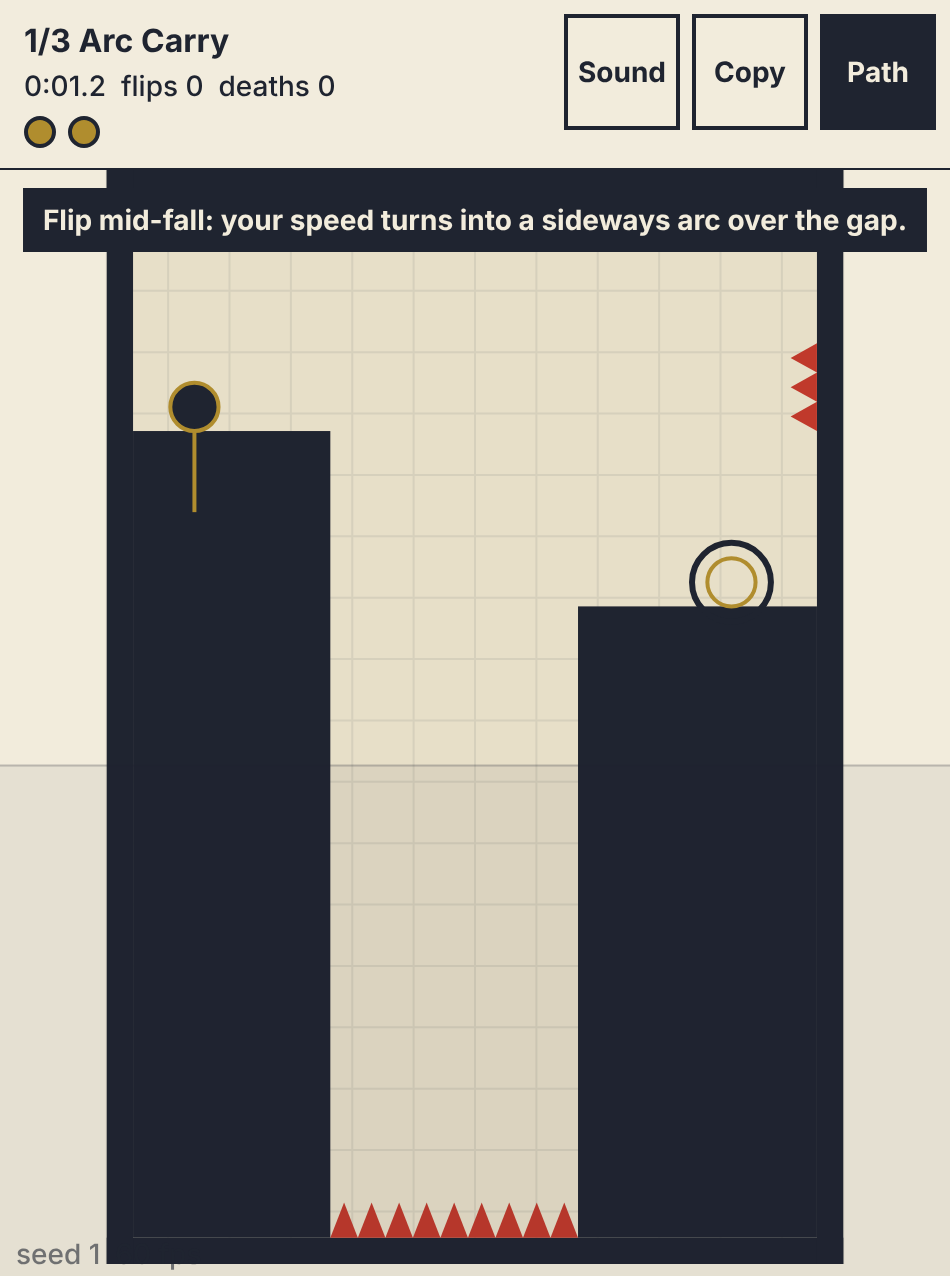 1/3 Arc Carry
0:01.2 flips 0 deaths 0
Sound
Copy
Path
Flip mid-fall: your speed turns into a sideways arc over the gap.
seed 1